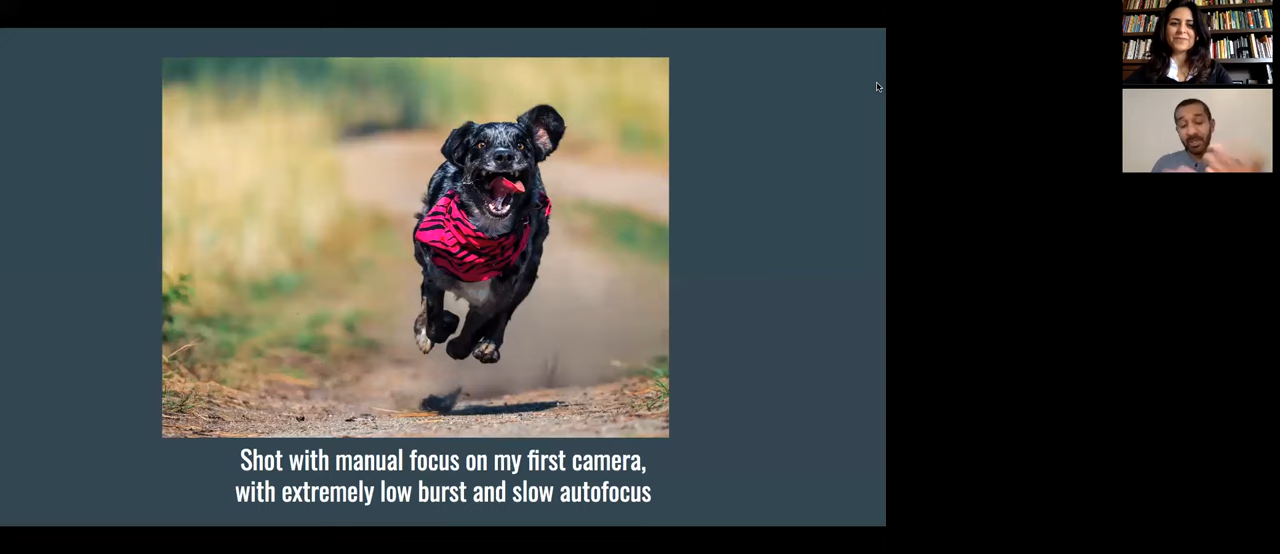 Shot with manual focus on my first camera,
with extremely low burst and slow autofocus